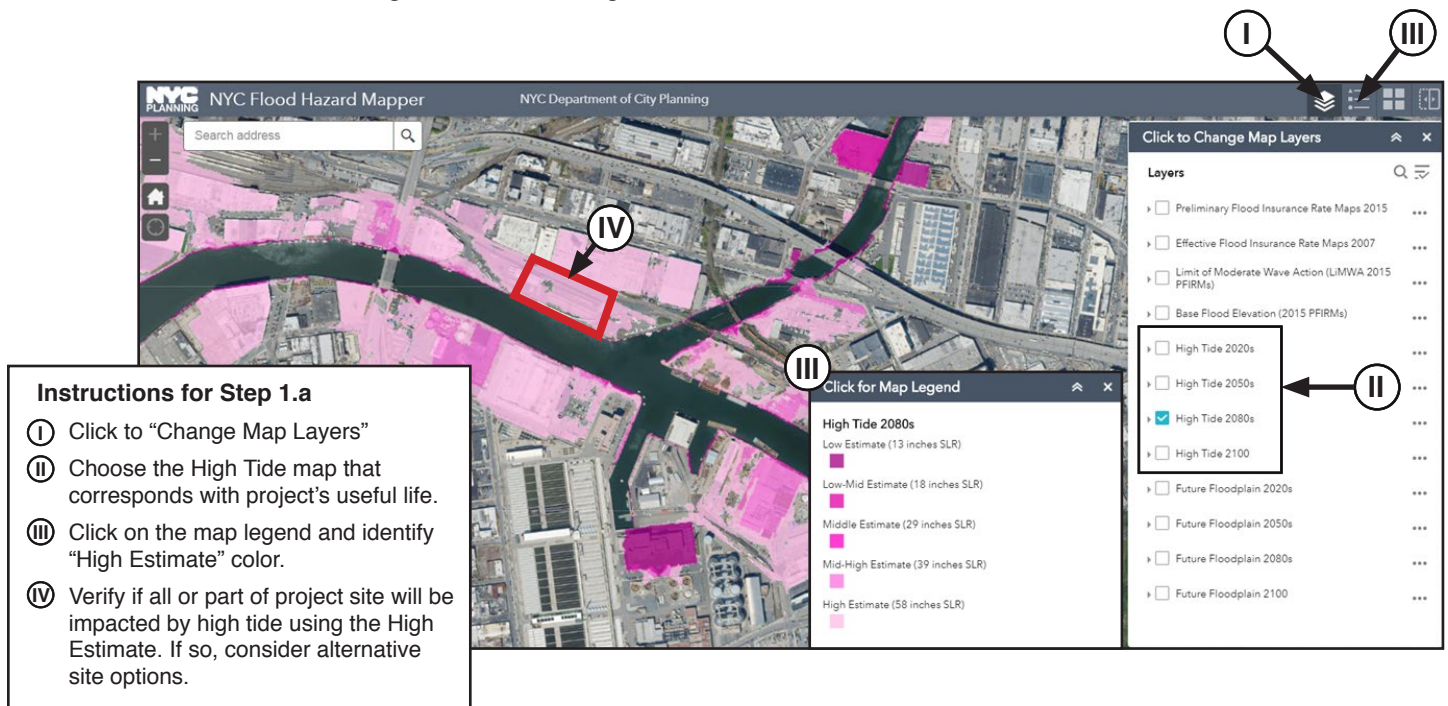 I
III
NYC
PLANNING
NYC Flood Hazard Mapper
NYC Department of City Planning
+
−
Search address
IV
Click to Change Map Layers
Layers
Preliminary Flood Insurance Rate Maps 2015
Effective Flood Insurance Rate Maps 2007
Limit of Moderate Wave Action (LiMWA 2015
PFIRMs)
Base Flood Elevation (2015 PFIRMs)
High Tide 2020s
High Tide 2050s
High Tide 2080s
High Tide 2100
Future Floodplain 2020s
Future Floodplain 2050s
Future Floodplain 2080s
Future Floodplain 2100
II
III
Click for Map Legend
High Tide 2080s
Low Estimate (13 inches SLR)
Low-Mid Estimate (18 inches SLR)
Middle Estimate (29 inches SLR)
Mid-High Estimate (39 inches SLR)
High Estimate (58 inches SLR)
Instructions for Step 1.a
I Click to “Change Map Layers”
II Choose the High Tide map that
corresponds with project’s useful life.
III Click on the map legend and identify
“High Estimate” color.
IV Verify if all or part of project site will be
impacted by high tide using the High
Estimate. If so, consider alternative
site options.